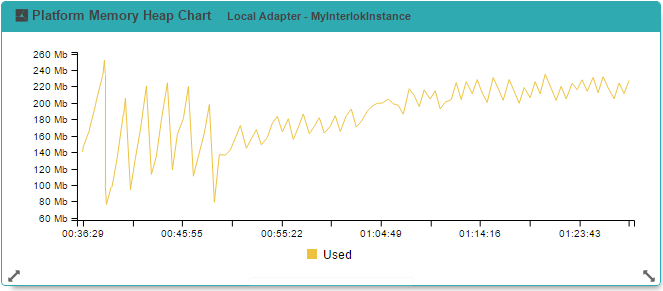 Platform Memory Heap Chart Local Adapter - MyInterlokInstance
260 Mb
240 Mb
220 Mb
200 Mb
180 Mb
160 Mb
140 Mb
120 Mb
100 Mb
80 Mb
60 Mb
00:36:29 00:45:55 00:55:22 01:04:49 01:14:16 01:23:43
Used